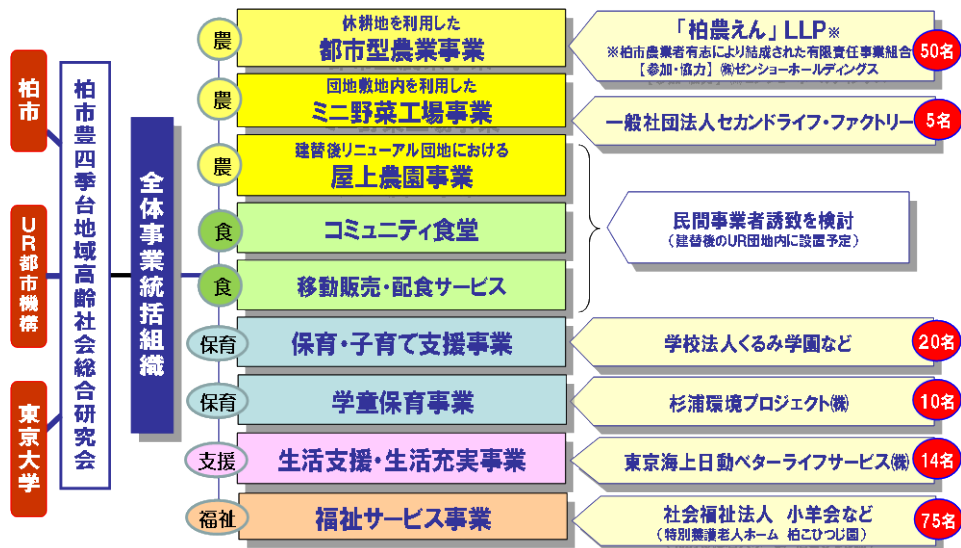 柏市
UR都市機構
東京大学
柏市豊四季台地域高齢社会総合研究会
全体事業統括組織
農
休耕地を利用した
都市型農業事業
「柏農えん」LLP※
※柏市農業者有志により結成された有限責任事業組合
【参加・協力】㈱ゼンショーホールディングス
50名
農
団地敷地内を利用した
ミニ野菜工場事業
一般社団法人セカンドライフ・ファクトリー
5名
農
建替後リニューアル団地における
屋上農園事業
食
コミュニティ食堂
食
移動販売・配食サービス
民間事業者誘致を検討
（建替後のUR団地内に設置予定）
保育
保育・子育て支援事業
学校法人くるみ学園など
20名
保育
学童保育事業
杉浦環境プロジェクト㈱
10名
支援
生活支援・生活充実事業
東京海上日動ベターライフサービス㈱
14名
福祉
福祉サービス事業
社会福祉法人 小羊会など
（特別養護老人ホーム 柏こひつじ園）
75名